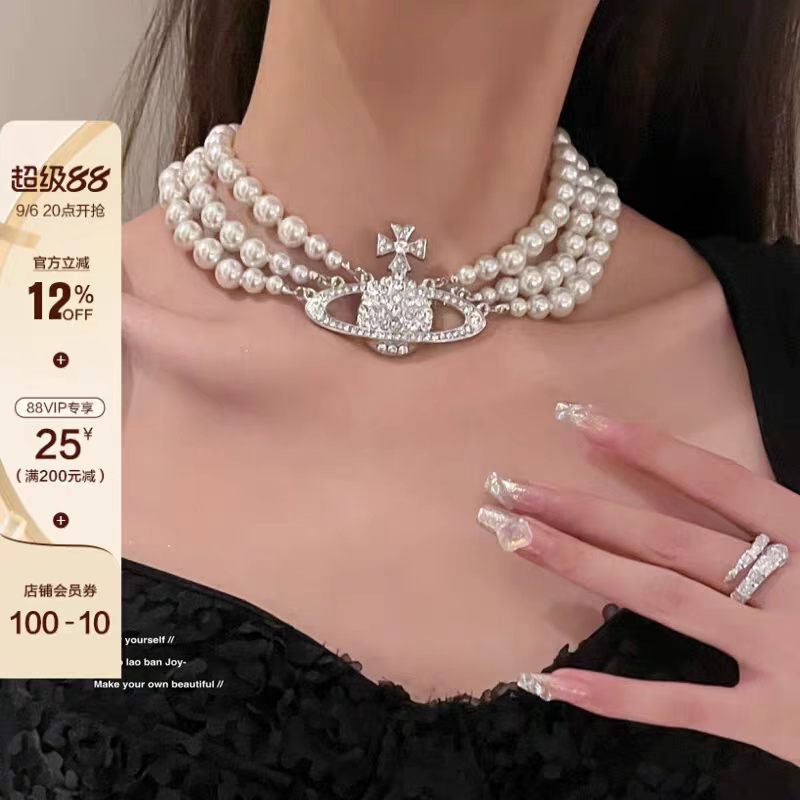 超级88
9/6 20点开抢
官方立减
12%
OFF
+
88VIP专享
25¥
（满200元减）
+
店铺会员券
100-10
yourself //
lao ban Joy-
Make your own beautiful //